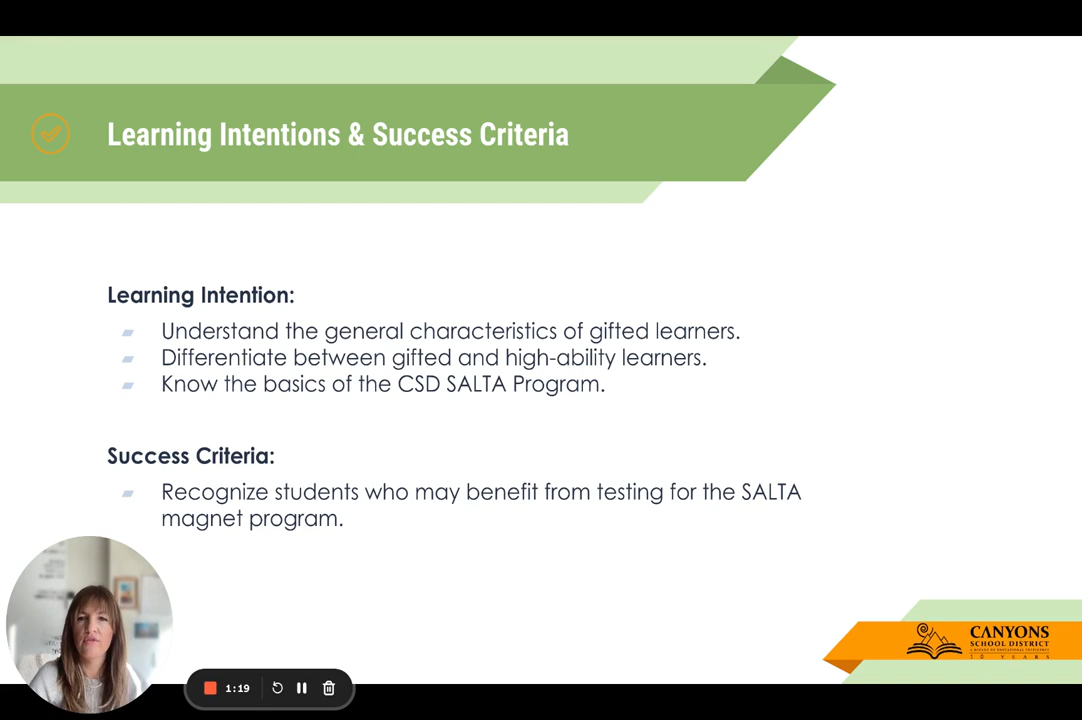 Learning Intentions & Success Criteria
Learning Intention:
Understand the general characteristics of gifted learners.
Differentiate between gifted and high-ability learners.
Know the basics of the CSD SALTA Program.
Success Criteria:
Recognize students who may benefit from testing for the SALTA
magnet program.
1:19
CANYONS
SCHOOL DISTRICT
10 YEARS